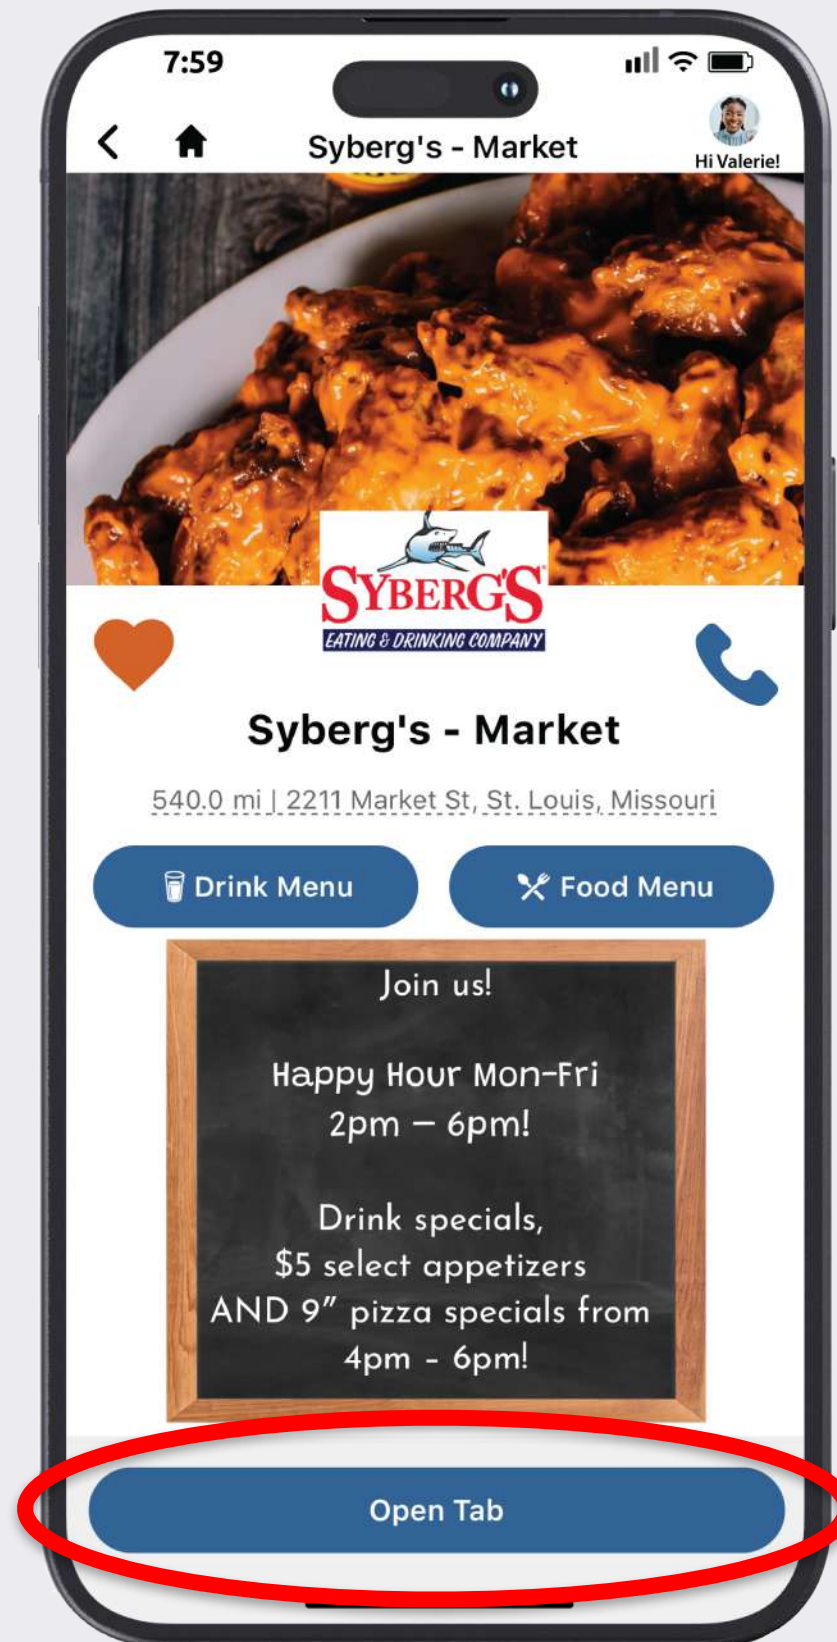 7:59
Syberg's - Market
Hi Valerie!
SYBERG'S
EATING & DRINKING COMPANY
Syberg's - Market
540.0 mi | 2211 Market St, St. Louis, Missouri
Drink Menu
Food Menu
Join us!
Happy Hour Mon-Fri
2pm – 6pm!
Drink specials,
$5 select appetizers
AND 9" pizza specials from
4pm - 6pm!
Open Tab